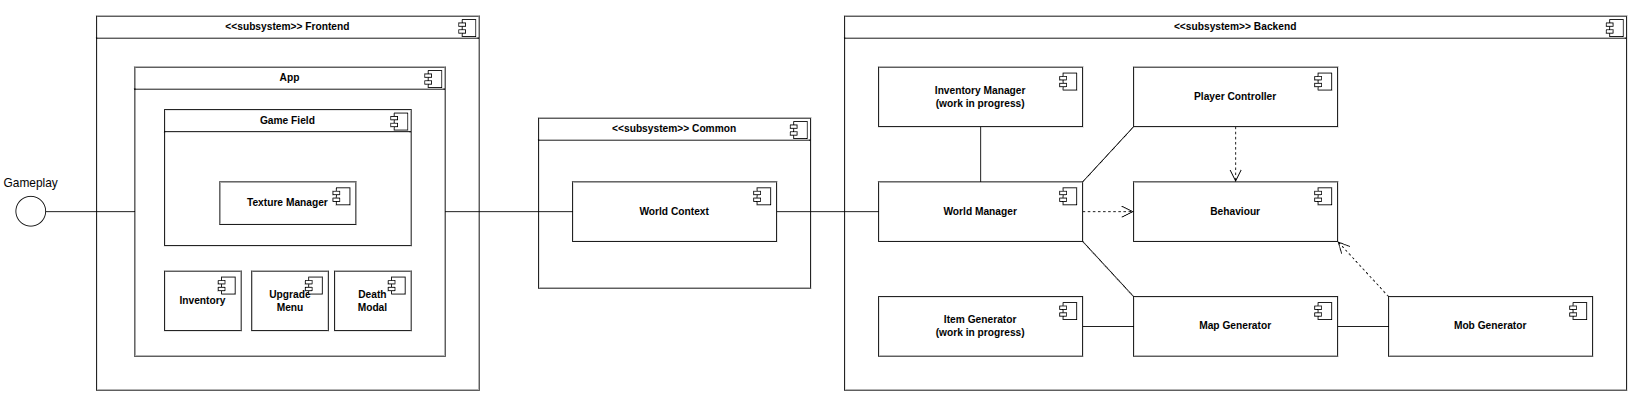 Gameplay
<<subsystem>> Frontend
App
Game Field
Texture Manager
Inventory
Upgrade
Menu
Death
Modal
<<subsystem>> Common
World Context
<<subsystem>> Backend
Inventory Manager
(work in progress)
Player Controller
World Manager
Behaviour
Item Generator
(work in progress)
Map Generator
Mob Generator